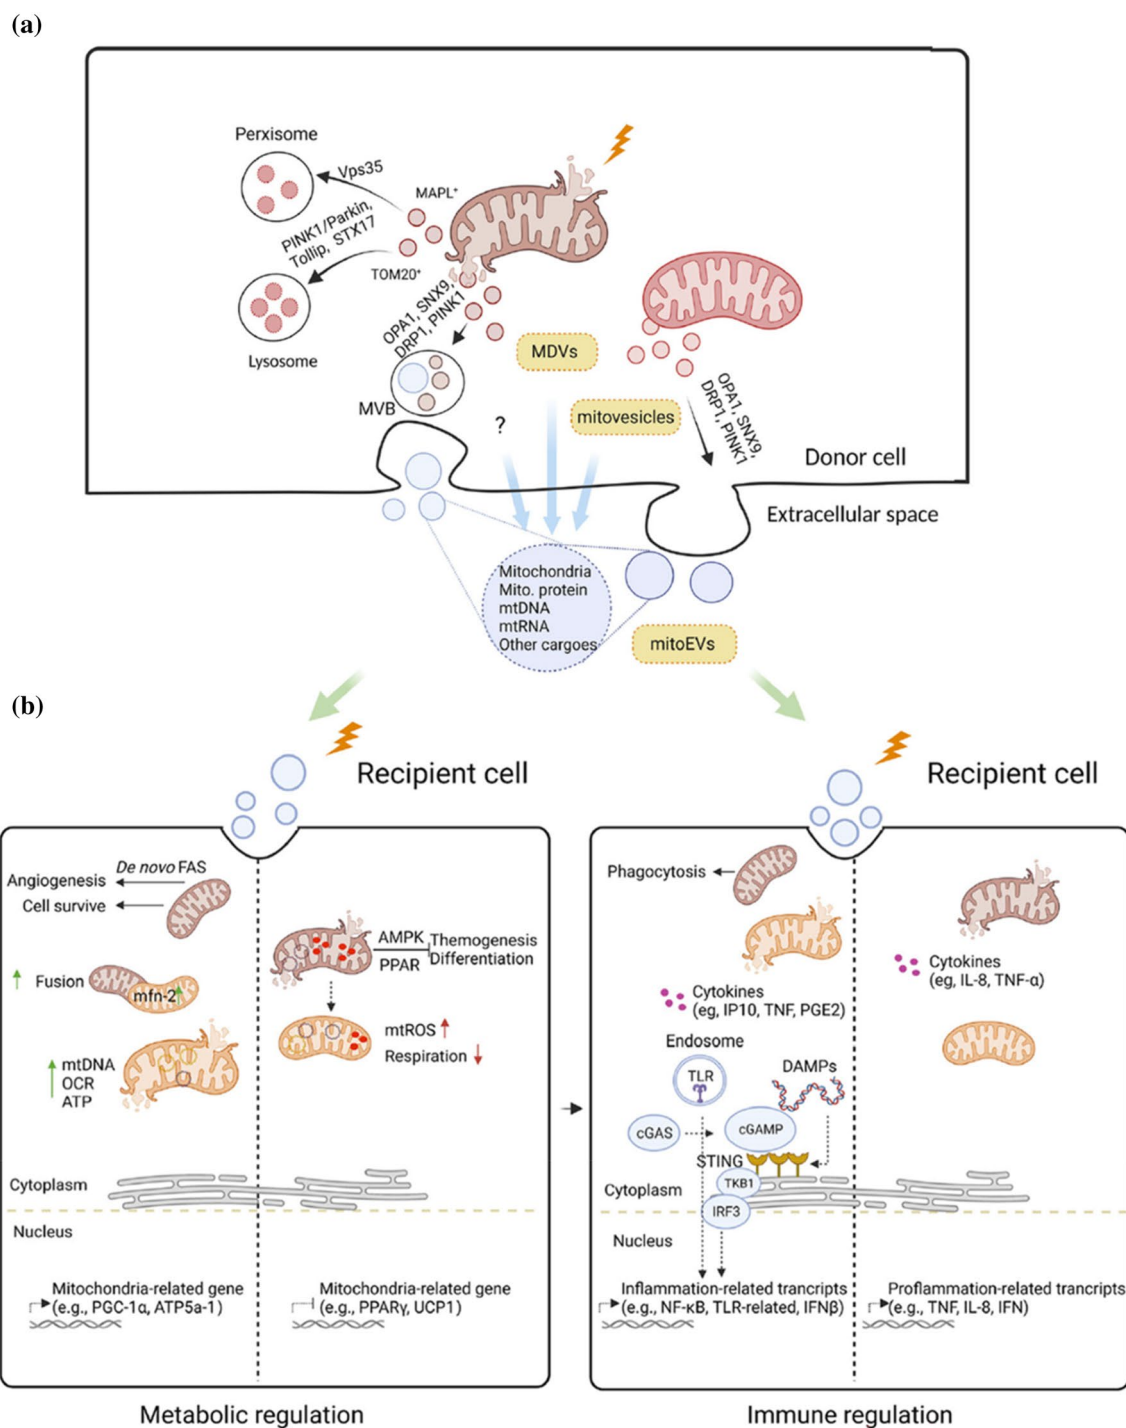 (a)
Perxisome
Vps35
MAPL⁺
PINK1/Parkin,
Tollip, STX17
TOM20⁺
Lysosome
OPA1, SNX9,
DRP1, PINK1
MVB
MDVs
mitovesicles
?
OPA1, SNX9,
DRP1, PINK1
Donor cell
Extracellular space
Mitochondria
Mito. protein
mtDNA
mtRNA
Other cargoes
mitoEVs
(b)
Recipient cell
De novo FAS
Angiogenesis
Cell survive
Fusion
mfn-2
mtDNA
OCR
ATP
AMPK
PPAR
Themogenesis
Differentiation
mtROS
Respiration
Cytoplasm
Nucleus
Mitochondria-related gene
(e.g., PGC-1α, ATP5a-1)
Mitochondria-related gene
(e.g., PPARγ, UCP1)
Metabolic regulation
Recipient cell
Phagocytosis
Cytokines
(eg, IP10, TNF, PGE2)
Cytokines
(eg, IL-8, TNF-α)
Endosome
TLR
DAMPs
cGAS
cGAMP
STING
TKB1
IRF3
Cytoplasm
Nucleus
Inflammation-related trancripts
(e.g., NF-κB, TLR-related, IFNβ)
Proflammation-related trancripts
(e.g., TNF, IL-8, IFN)
Immune regulation